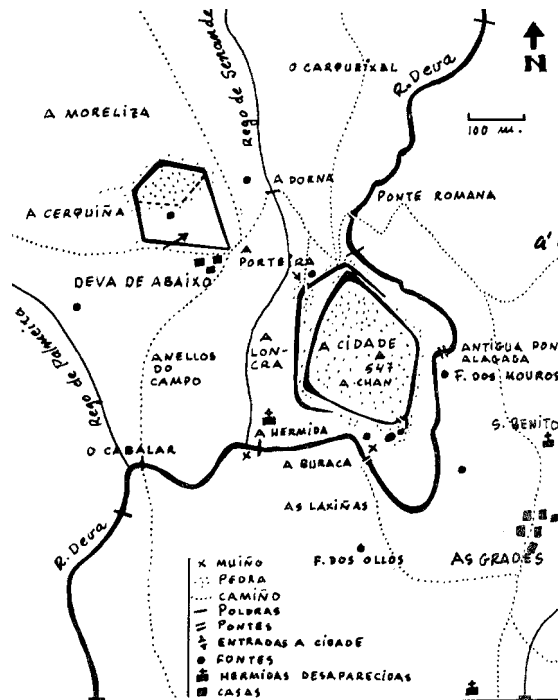 O CARQUEIXAL
R. Deva
N
Rego de Senande
A MORELIZA
100 m.
A DORNA
PONTE ROMANA
A CERQUIÑA
A PORTEIRA
a'
DEVA DE ABAIXO
Rego de Palmeira
A LON-
CRA
A CIDADE
547
A CHAN
ANTIGUA PON
ALAGADA
F. DOS MOUROS
ANELLOS
DO
CAMPO
S. BENITO
A HERMIDA
O CABALAR
A BURACA
AS LAXIÑAS
R. Deva
F. DOS OLLOS
AS GRADES
MUIÑO
PEDRA
CAMIÑO
POLDRAS
PONTES
ENTRADAS A CIDADE
FONTES
HERMIDAS DESAPARECIDAS
CASAS